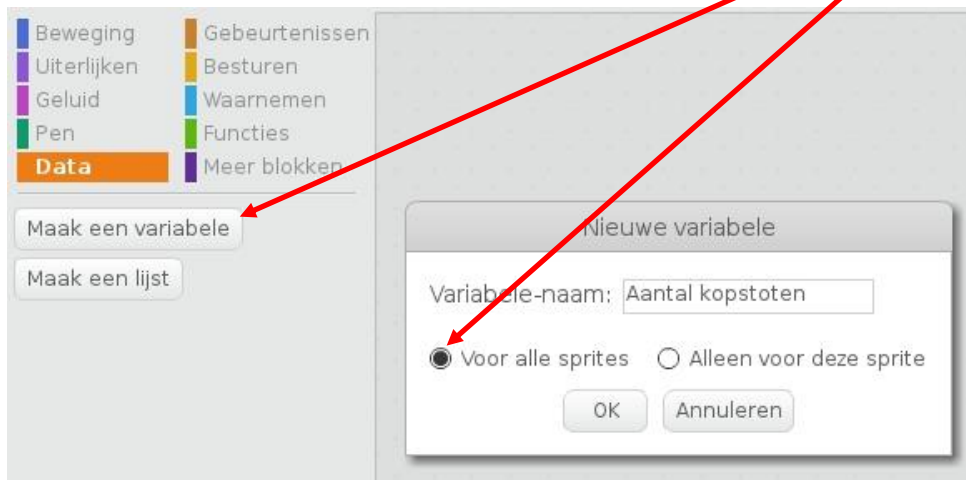 Beweging
Gebeurtenissen
Uiterlijken
Besturen
Geluid
Waarnemen
Pen
Functies
Data
Meer blokken
Maak een variabele
Maak een lijst
Nieuwe variabele
Variabele-naam: Aantal kopstoten
Voor alle sprites Alleen voor deze sprite
OK Annuleren